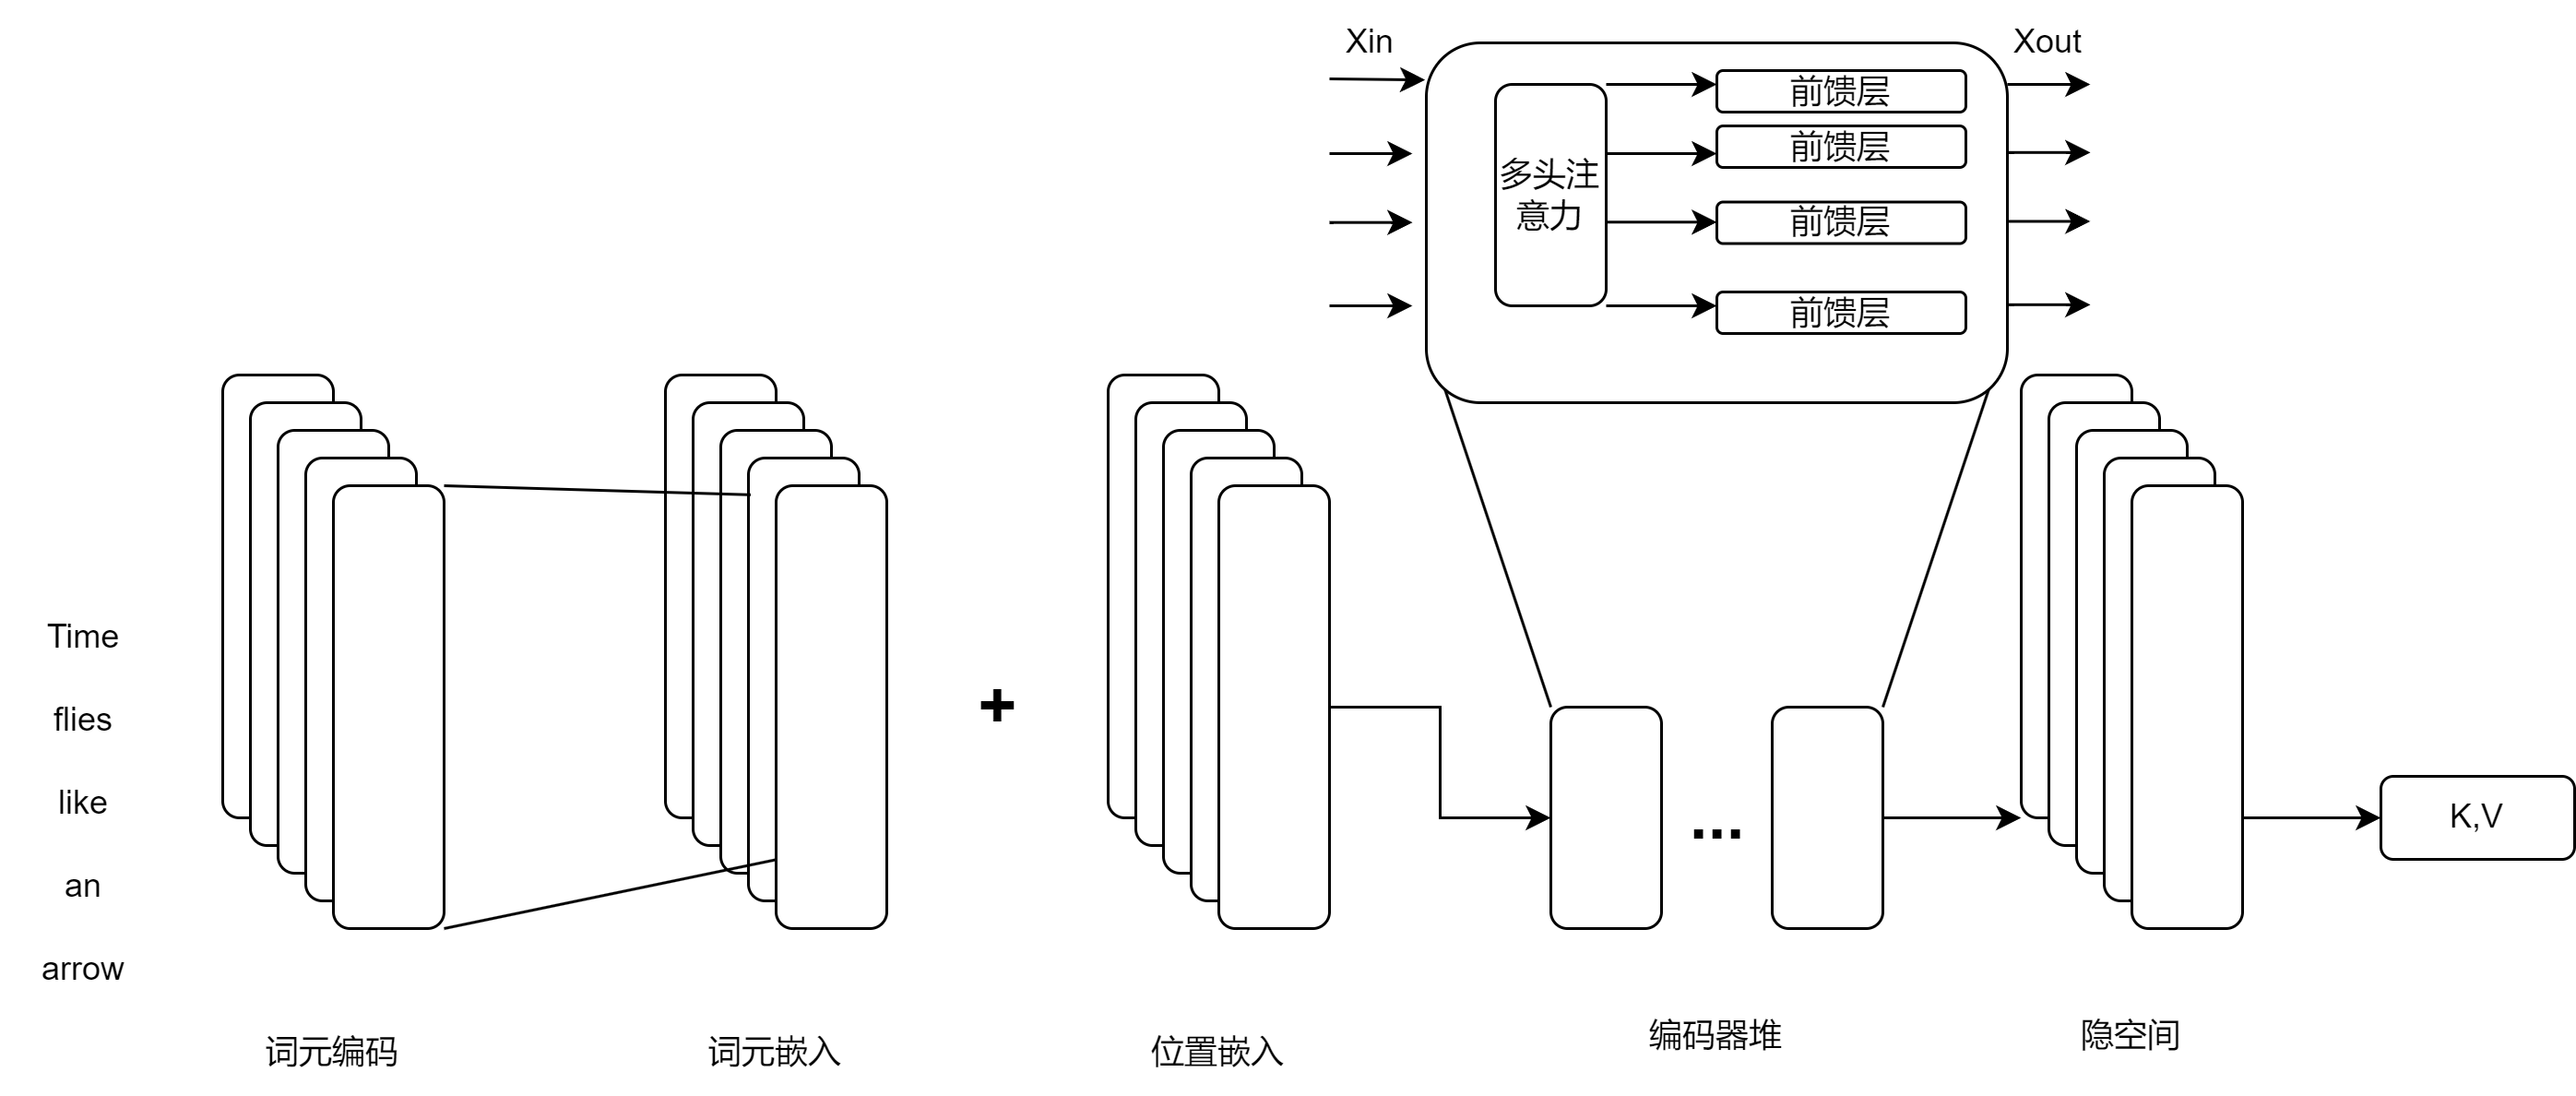 Xin
Xout
多头注
意力
前馈层
前馈层
前馈层
前馈层
Time
flies
like
an
arrow
+
...
K,V
词元编码
词元嵌入
位置嵌入
编码器堆
隐空间